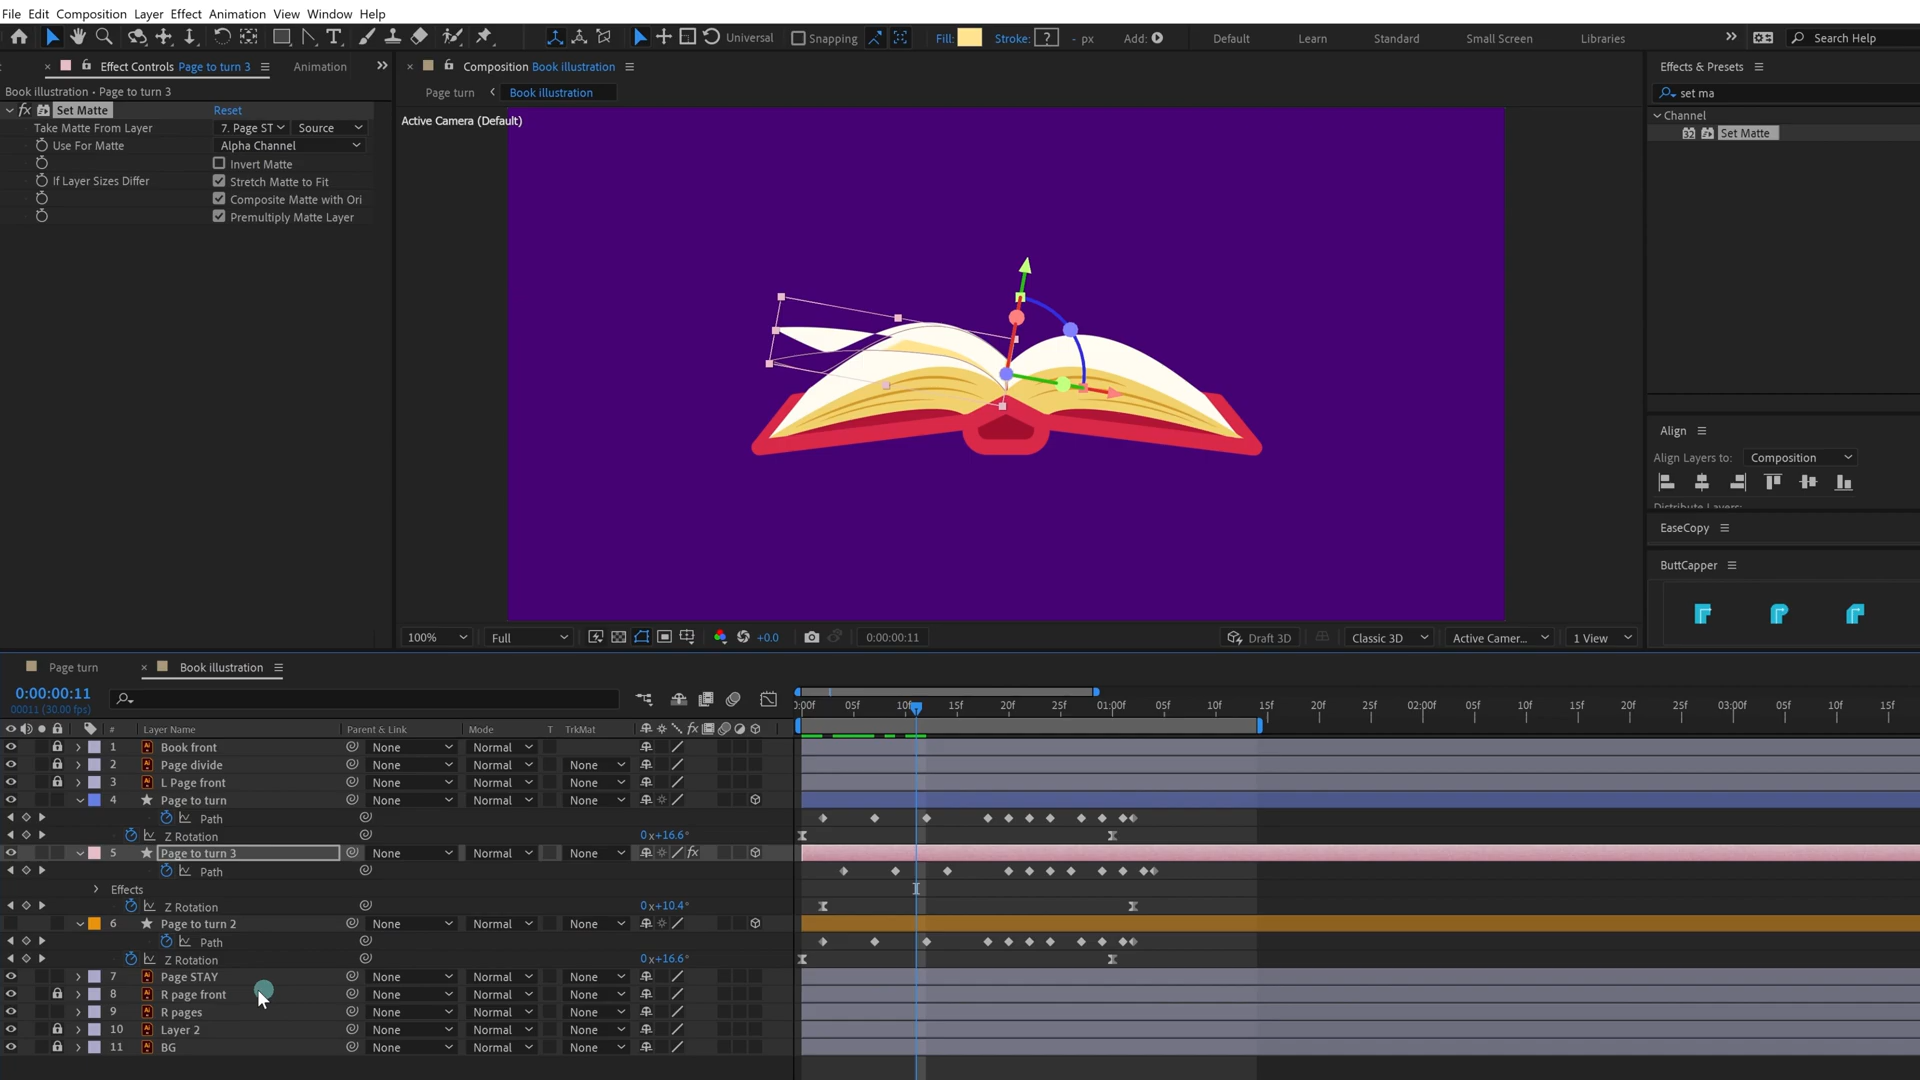 File Edit Composition Layer Effect Animation View Window Help
Universal Snapping Fill: Stroke: ? - px Add: Default Learn Standard Small Screen Libraries Search Help
Effect Controls Page to turn 3 Animation
Composition Book illustration
Effects & Presets
Book illustration • Page to turn 3
Page turn Book illustration
set ma
fx Set Matte Reset
Channel
Active Camera (Default)
Take Matte From Layer 7. Page ST Source
32 Set Matte
Use For Matte Alpha Channel
Invert Matte
If Layer Sizes Differ Stretch Matte to Fit
Composite Matte with Ori
Premultiply Matte Layer
Align
Align Layers to: Composition
EaseCopy
ButtCapper
100% Full +0.0 0:00:00:11 Draft 3D Classic 3D Active Camer... 1 View
Page turn Book illustration
0:00:00:11
00011 (30.00 fps)
05f 15f 20f 25f 01:00f 05f 10f 15f 20f 25f 02:00f 05f 10f 15f 20f 25f 03:00f 05f 10f 15f
# Layer Name Parent & Link Mode T TrkMat fx
1 Book front None Normal
2 Page divide None Normal None
3 L Page front None Normal None
4 Page to turn None Normal None
Path
Z Rotation 0x+16.6°
5 Page to turn 3 None Normal None fx
Path
Effects
Z Rotation 0x+10.4°
6 Page to turn 2 None Normal None
Path
Z Rotation 0x+16.6°
7 Page STAY None Normal None
8 R page front None Normal None
9 R pages None Normal None
10 Layer 2 None Normal None
11 BG None Normal None